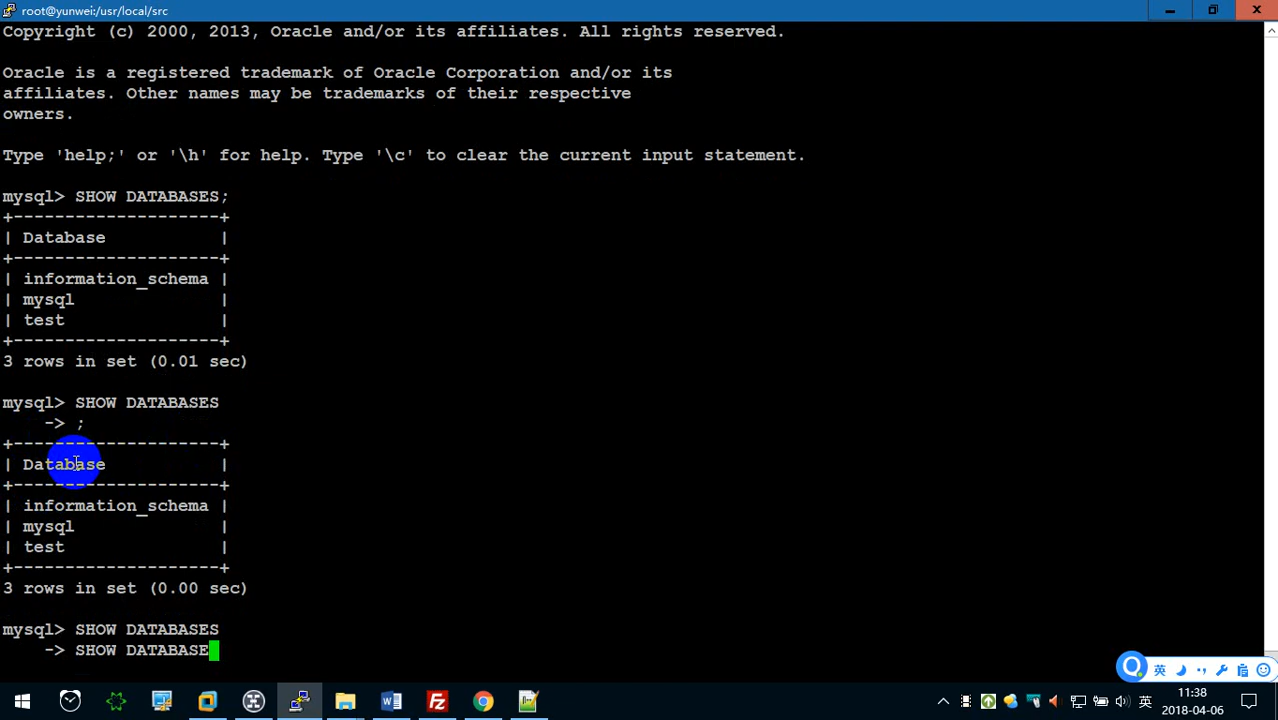 root@yunwei:/usr/local/src
Copyright (c) 2000, 2013, Oracle and/or its affiliates. All rights reserved.
Oracle is a registered trademark of Oracle Corporation and/or its
affiliates. Other names may be trademarks of their respective
owners.
Type 'help;' or '\h' for help. Type '\c' to clear the current input statement.
mysql> SHOW DATABASES;
+--------------------+
| Database           |
+--------------------+
| information_schema |
| mysql              |
| test               |
+--------------------+
3 rows in set (0.01 sec)
mysql> SHOW DATABASES
    -> ;
+--------------------+
| Database           |
+--------------------+
| information_schema |
| mysql              |
| test               |
+--------------------+
3 rows in set (0.00 sec)
mysql> SHOW DATABASES
    -> SHOW DATABASE
英
英
11:38
2018-04-06